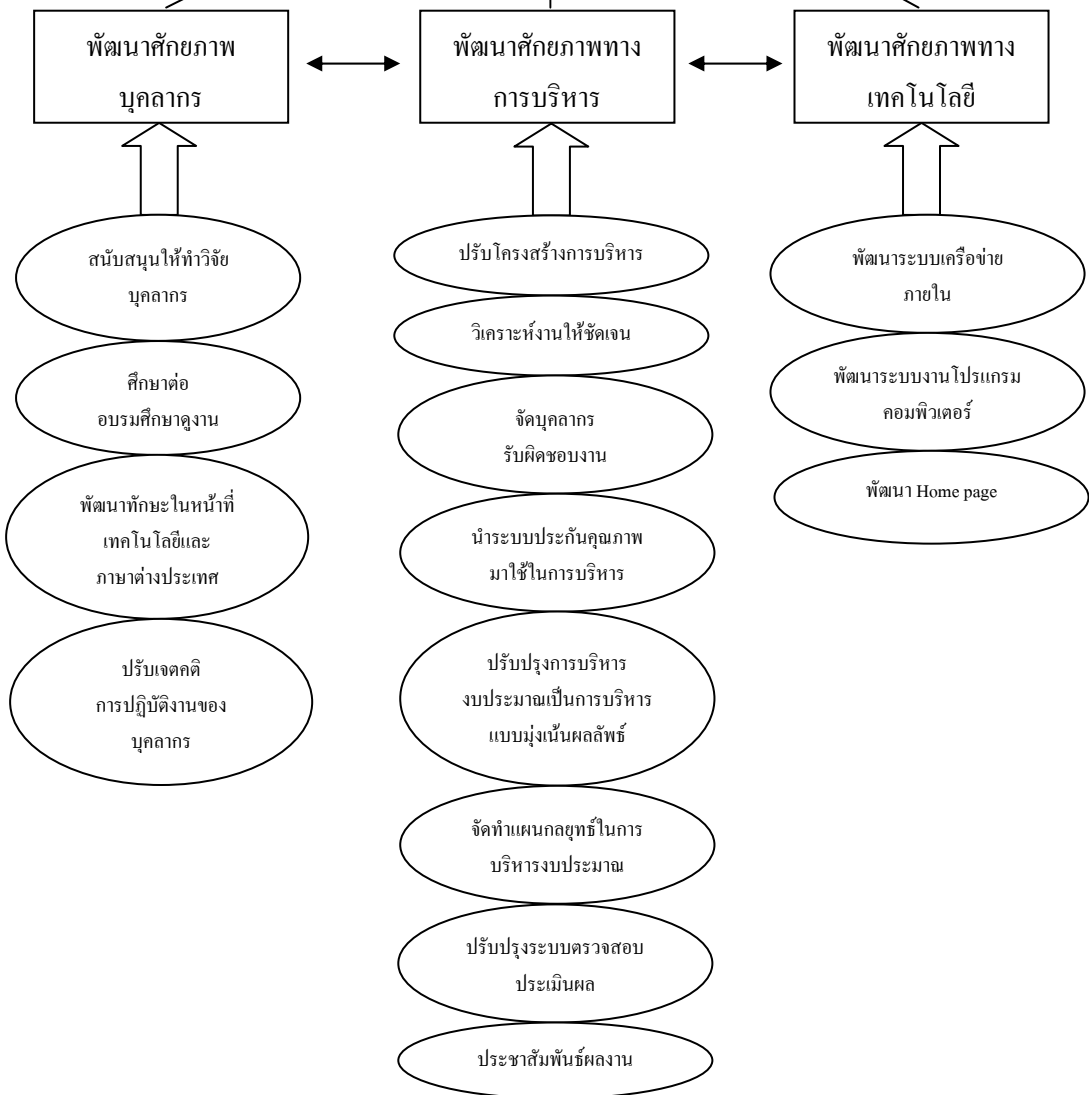 พัฒนาศักยภาพ
บุคลากร
พัฒนาศักยภาพทาง
การบริหาร
พัฒนาศักยภาพทาง
เทคโนโลยี
สนับสนุนให้ทำวิจัย
บุคลากร
ศึกษาต่อ
อบรมศึกษาดูงาน
พัฒนาทักษะในหน้าที่
เทคโนโลยีและ
ภาษาต่างประเทศ
ปรับเจตคติ
การปฏิบัติงานของ
บุคลากร
ปรับโครงสร้างการบริหาร
วิเคราะห์งานให้ชัดเจน
จัดบุคลากร
รับผิดชอบงาน
นำระบบประกันคุณภาพ
มาใช้ในการบริหาร
ปรับปรุงการบริหาร
งบประมาณเป็นการบริหาร
แบบมุ่งเน้นผลลัพธ์
จัดทำแผนกลยุทธ์ในการ
บริหารงบประมาณ
ปรับปรุงระบบตรวจสอบ
ประเมินผล
ประชาสัมพันธ์ผลงาน
พัฒนาระบบเครือข่าย
ภายใน
พัฒนาระบบงานโปรแกรม
คอมพิวเตอร์
พัฒนา Home page